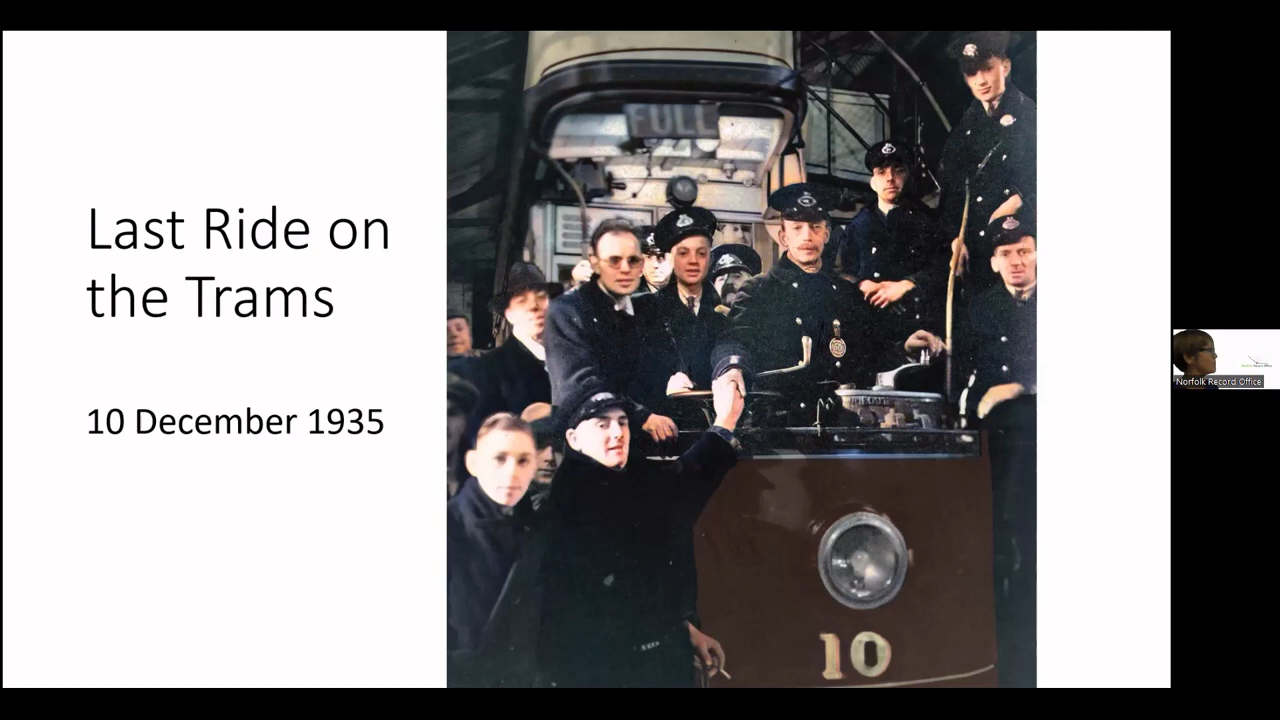 Last Ride on
the Trams
10 December 1935
FULL
10
Norfolk Record Office